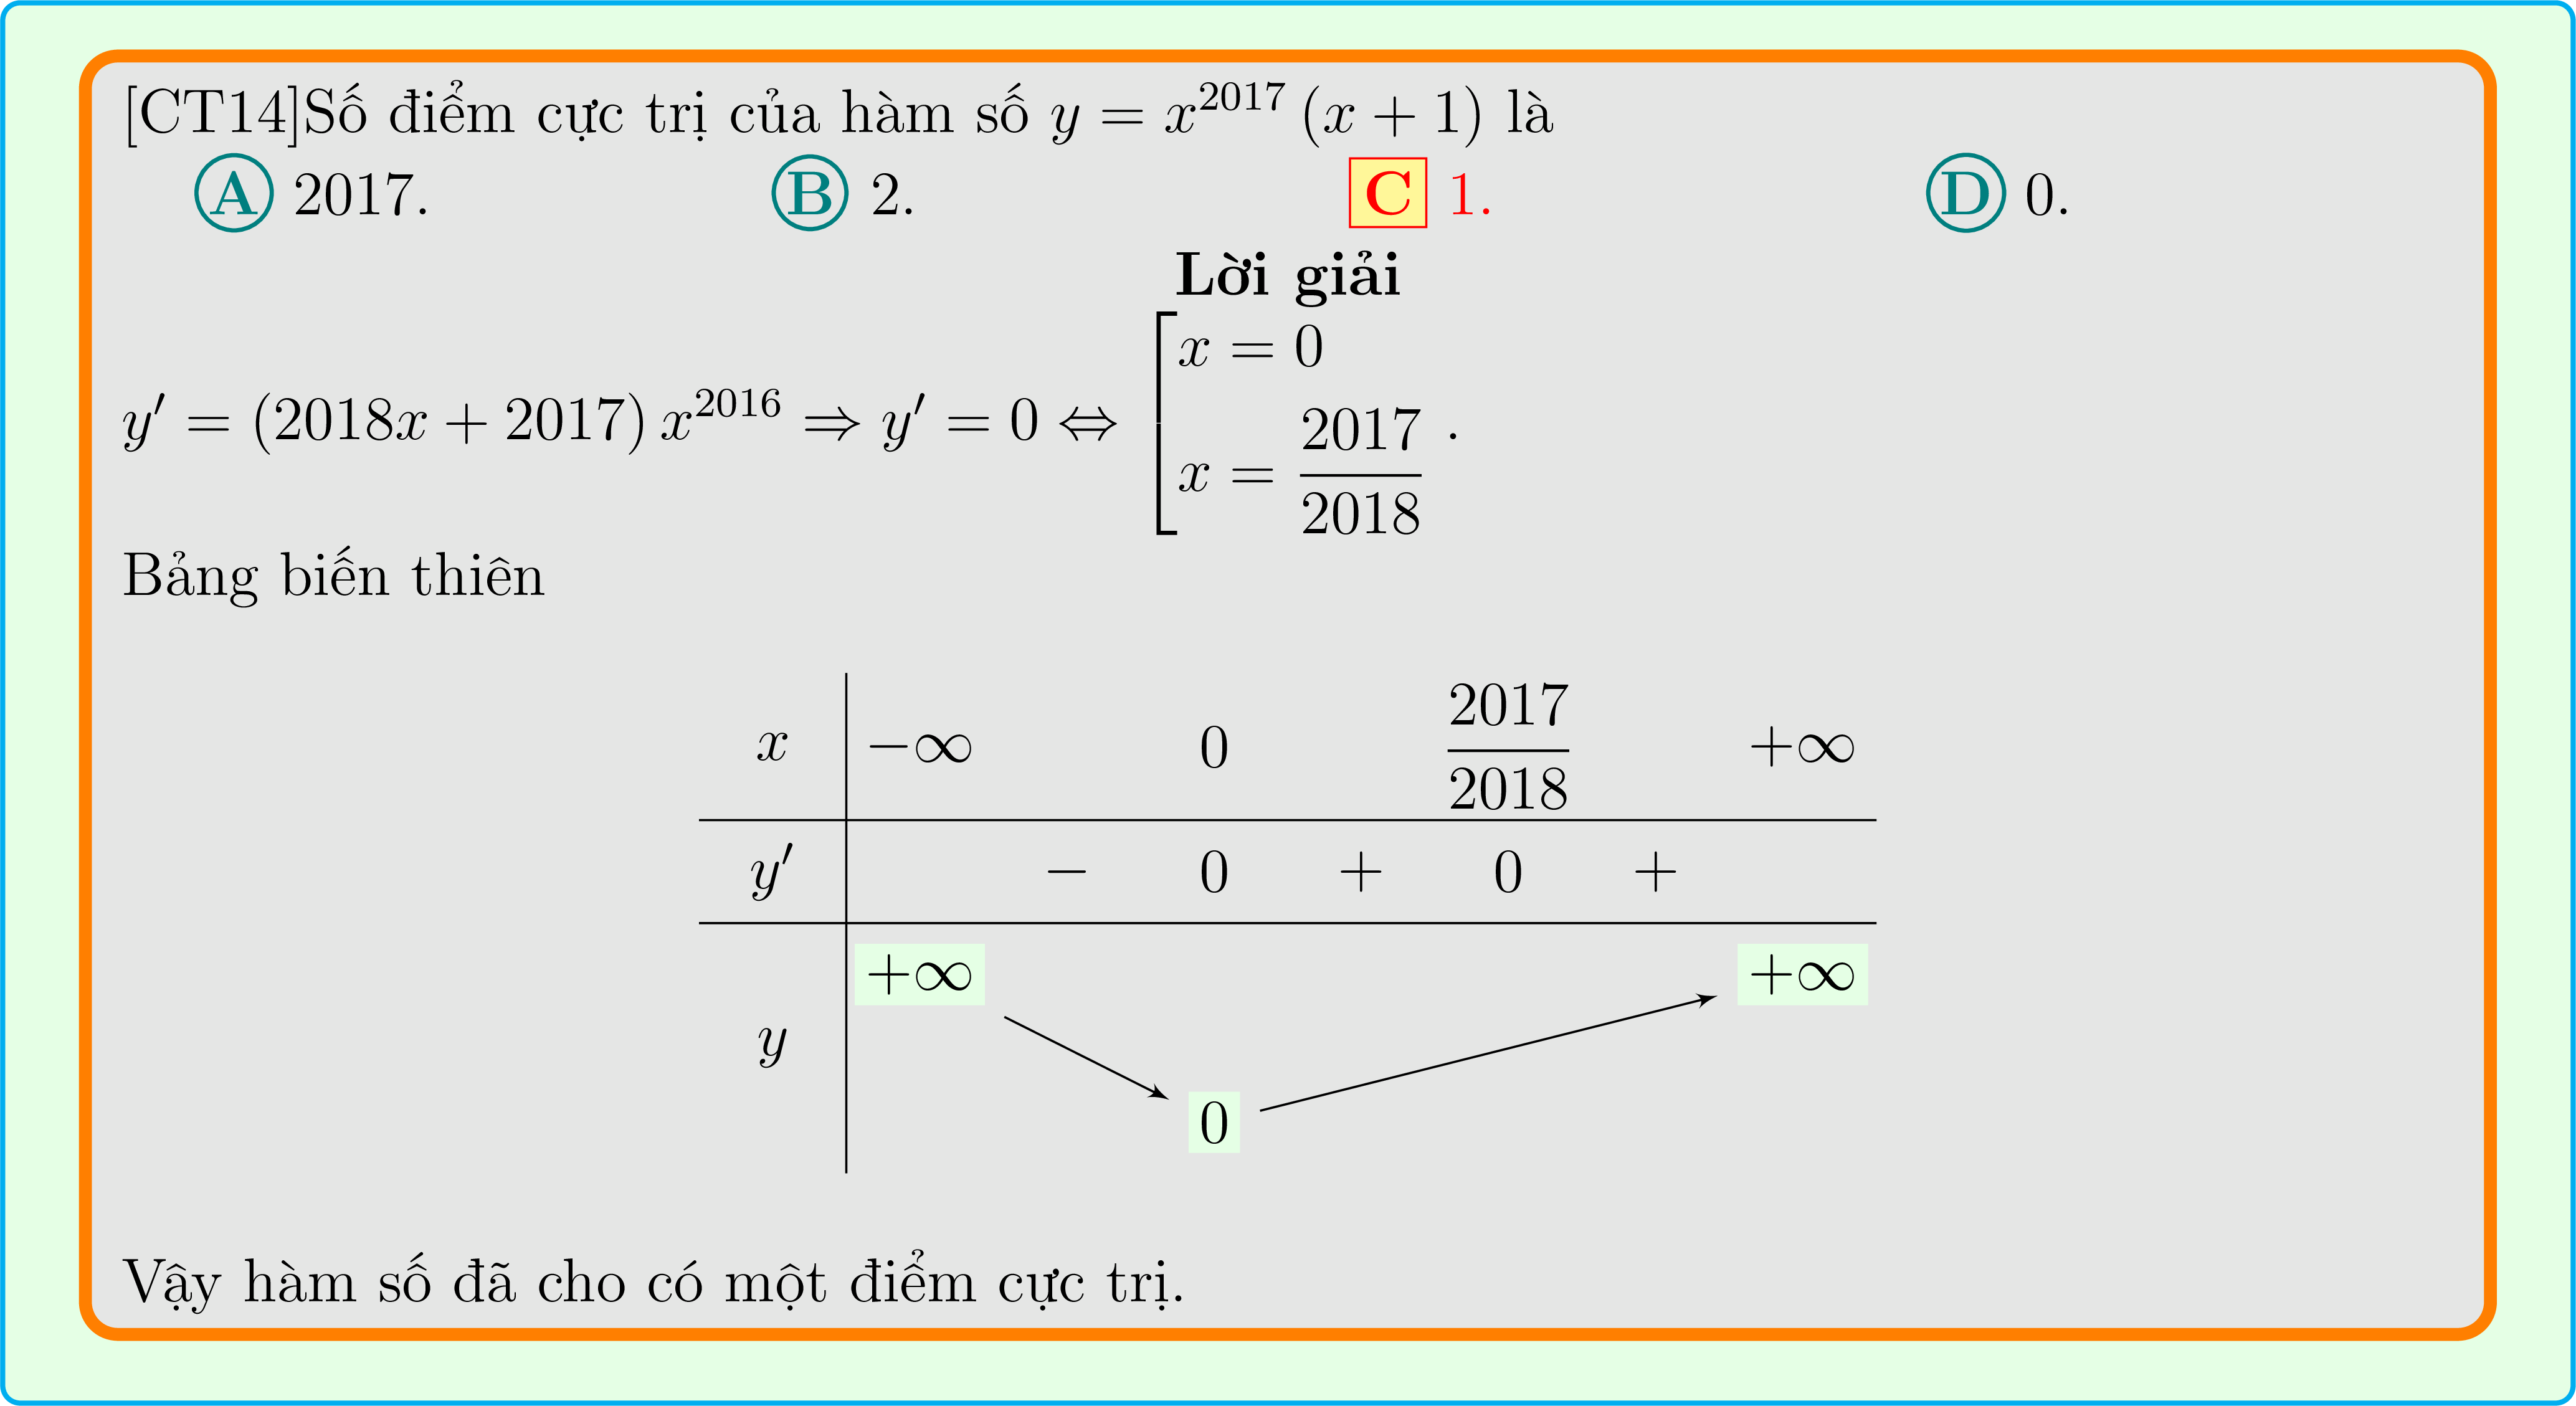 [CT14]Số điểm cực trị của hàm số $y = x^{2017}(x + 1)$ là
A 2017. B 2. C 1. D 0.
Lời giải
$y' = (2018x + 2017)x^{2016} \Rightarrow y' = 0 \Leftrightarrow \left[\begin{array}{l} x = 0 \\ x = \dfrac{2017}{2018} \end{array}\right.$.
Bảng biến thiên
$x$ $-\infty$ $0$ $\dfrac{2017}{2018}$ $+\infty$
$y'$ $-$ $0$ $+$ $0$ $+$
$+\infty$ $+\infty$
$y$
$0$
Vậy hàm số đã cho có một điểm cực trị.